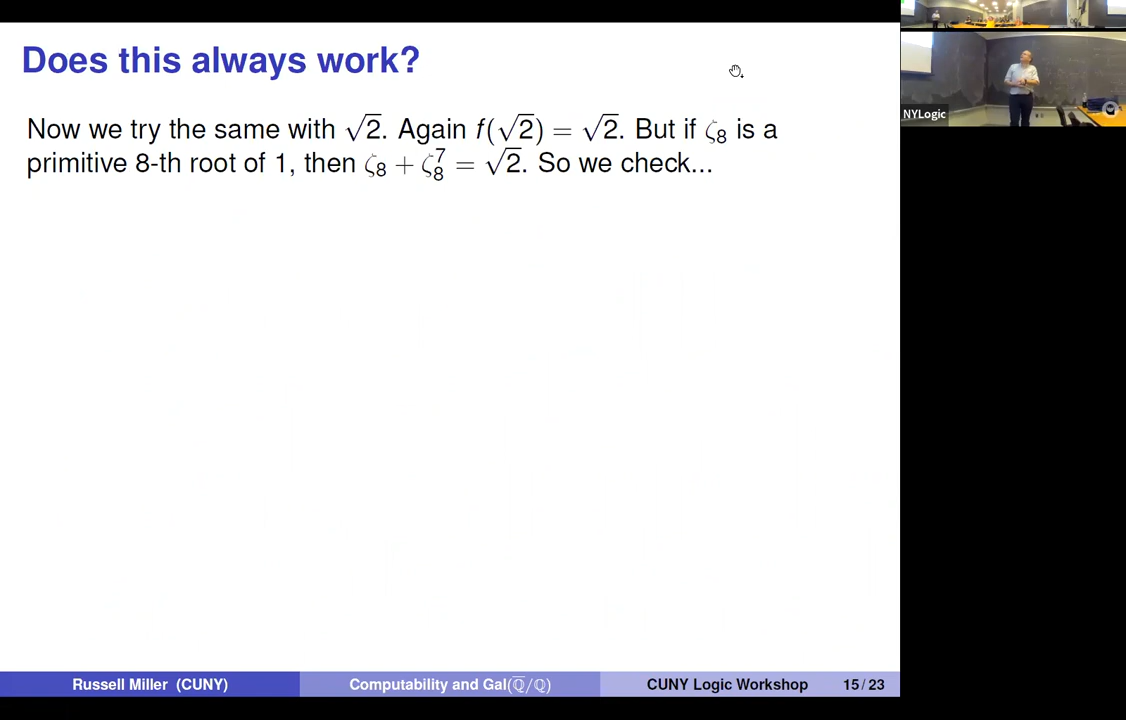 Does this always work?
Now we try the same with √2. Again f(√2) = √2. But if ζ₈ is a
primitive 8-th root of 1, then ζ₈ + ζ₈⁷ = √2. So we check...
NYLogic
Russell Miller (CUNY) Computability and Gal(ℚ̅/ℚ) CUNY Logic Workshop 15 / 23